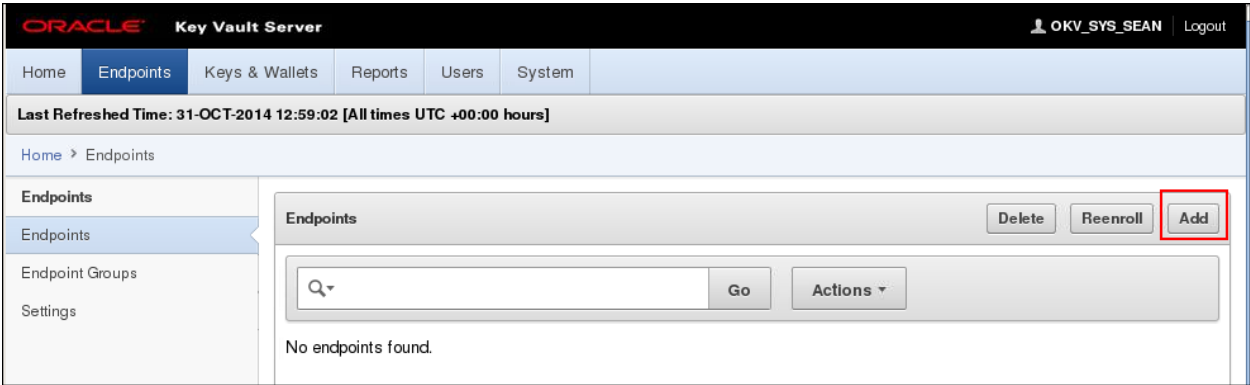 ORACLE Key Vault Server OKV_SYS_SEAN Logout
Home Endpoints Keys & Wallets Reports Users System
Last Refreshed Time: 31-OCT-2014 12:59:02 [All times UTC +00:00 hours]
Home > Endpoints
Endpoints
Endpoints
Endpoint Groups
Settings
Endpoints Delete Reenroll Add
Go Actions
No endpoints found.